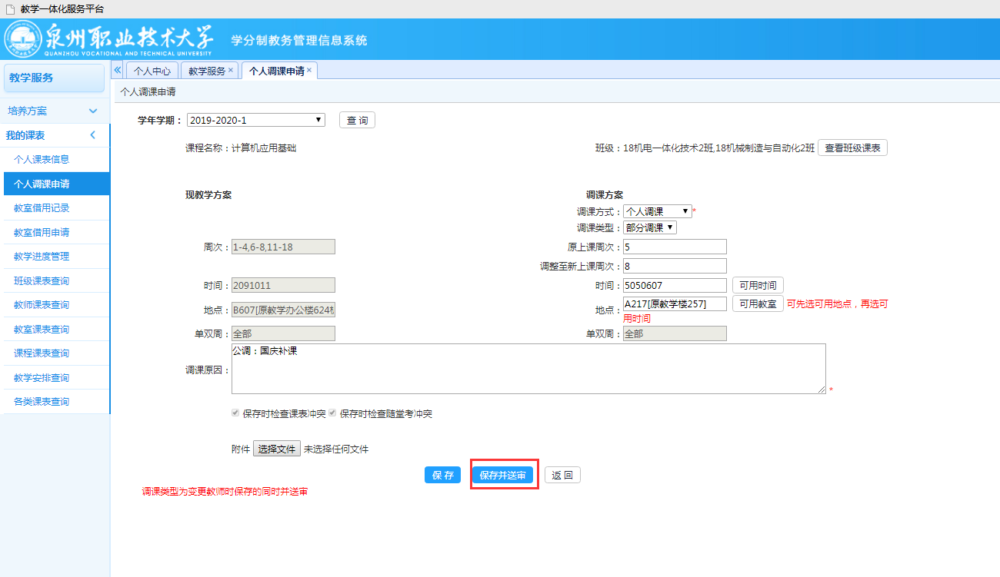 教学一体化服务平台
泉州职业技术大学 学分制教务管理信息系统
QUANZHOU VOCATIONAL AND TECHNICAL UNIVERSITY
教学服务
培养方案
我的课表
个人课表信息
个人调课申请
教室借用记录
教室借用申请
教学进度管理
班级课表查询
教师课表查询
教室课表查询
课程课表查询
教学安排查询
各类课表查询
个人中心 教学服务 × 个人调课申请 ×
个人调课申请
学年学期： 2019-2020-1 查 询
课程名称：计算机应用基础 班级：18机电一体化技术2班,18机械制造与自动化2班 查看班级课表
现教学方案 调课方案
调课方式： 个人调课 *
调课类型： 部分调课
周次： 1-4,6-8,11-18 原上课周次： 5
调整至新上课周次： 8
时间： 2091011 时间： 5050607 可用时间
地点： B607[原教学办公楼624 地点： A217[原教学楼257] 可用教室 可先选可用地点，再选可
用时间
单双周： 全部 单双周： 全部
调课原因： 公调：国庆补课 *
保存时检查课表冲突 保存时检查随堂考冲突
附件 选择文件 未选择任何文件
保 存 保存并送审 返 回
调课类型为变更教师时保存的同时并送审